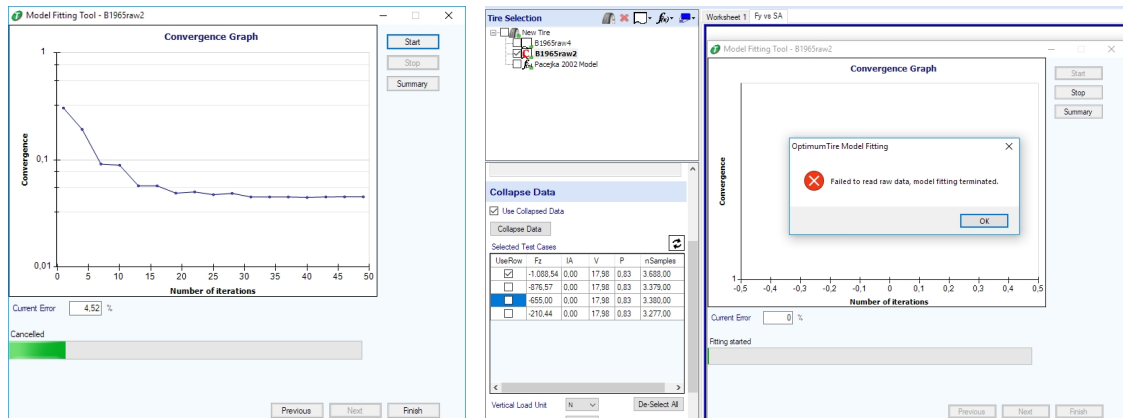 Model Fitting Tool - B1965raw2
Convergence Graph
Convergence
1
0,1
0,01
0 5 10 15 20 25 30 35 40 45 50
Number of iterations
Start
Stop
Summary
Current Error 4,52 %
Cancelled
Previous Next Finish
Tire Selection
New Tire
B1965raw4
B1965raw2
Pacejka 2002 Model
Collapse Data
Use Collapsed Data
Collapse Data
Selected Test Cases
UseRow Fz IA V P nSamples
-1.088,54 0,00 17,98 0,83 3.688,00
-876,57 0,00 17,98 0,83 3.379,00
-655,00 0,00 17,98 0,83 3.380,00
-210,44 0,00 17,98 0,83 3.277,00
Vertical Load Unit N De-Select All
Worksheet 1 Fy vs SA
Model Fitting Tool - B1965raw2
Convergence Graph
Convergence
1
-0,5 -0,4 -0,3 -0,2 -0,1 0 0,1 0,2 0,3 0,4 0,5
Number of iterations
Start
Stop
Summary
OptimumTire Model Fitting
Failed to read raw data, model fitting terminated.
OK
Current Error 0 %
Fitting started
Previous Next Finish